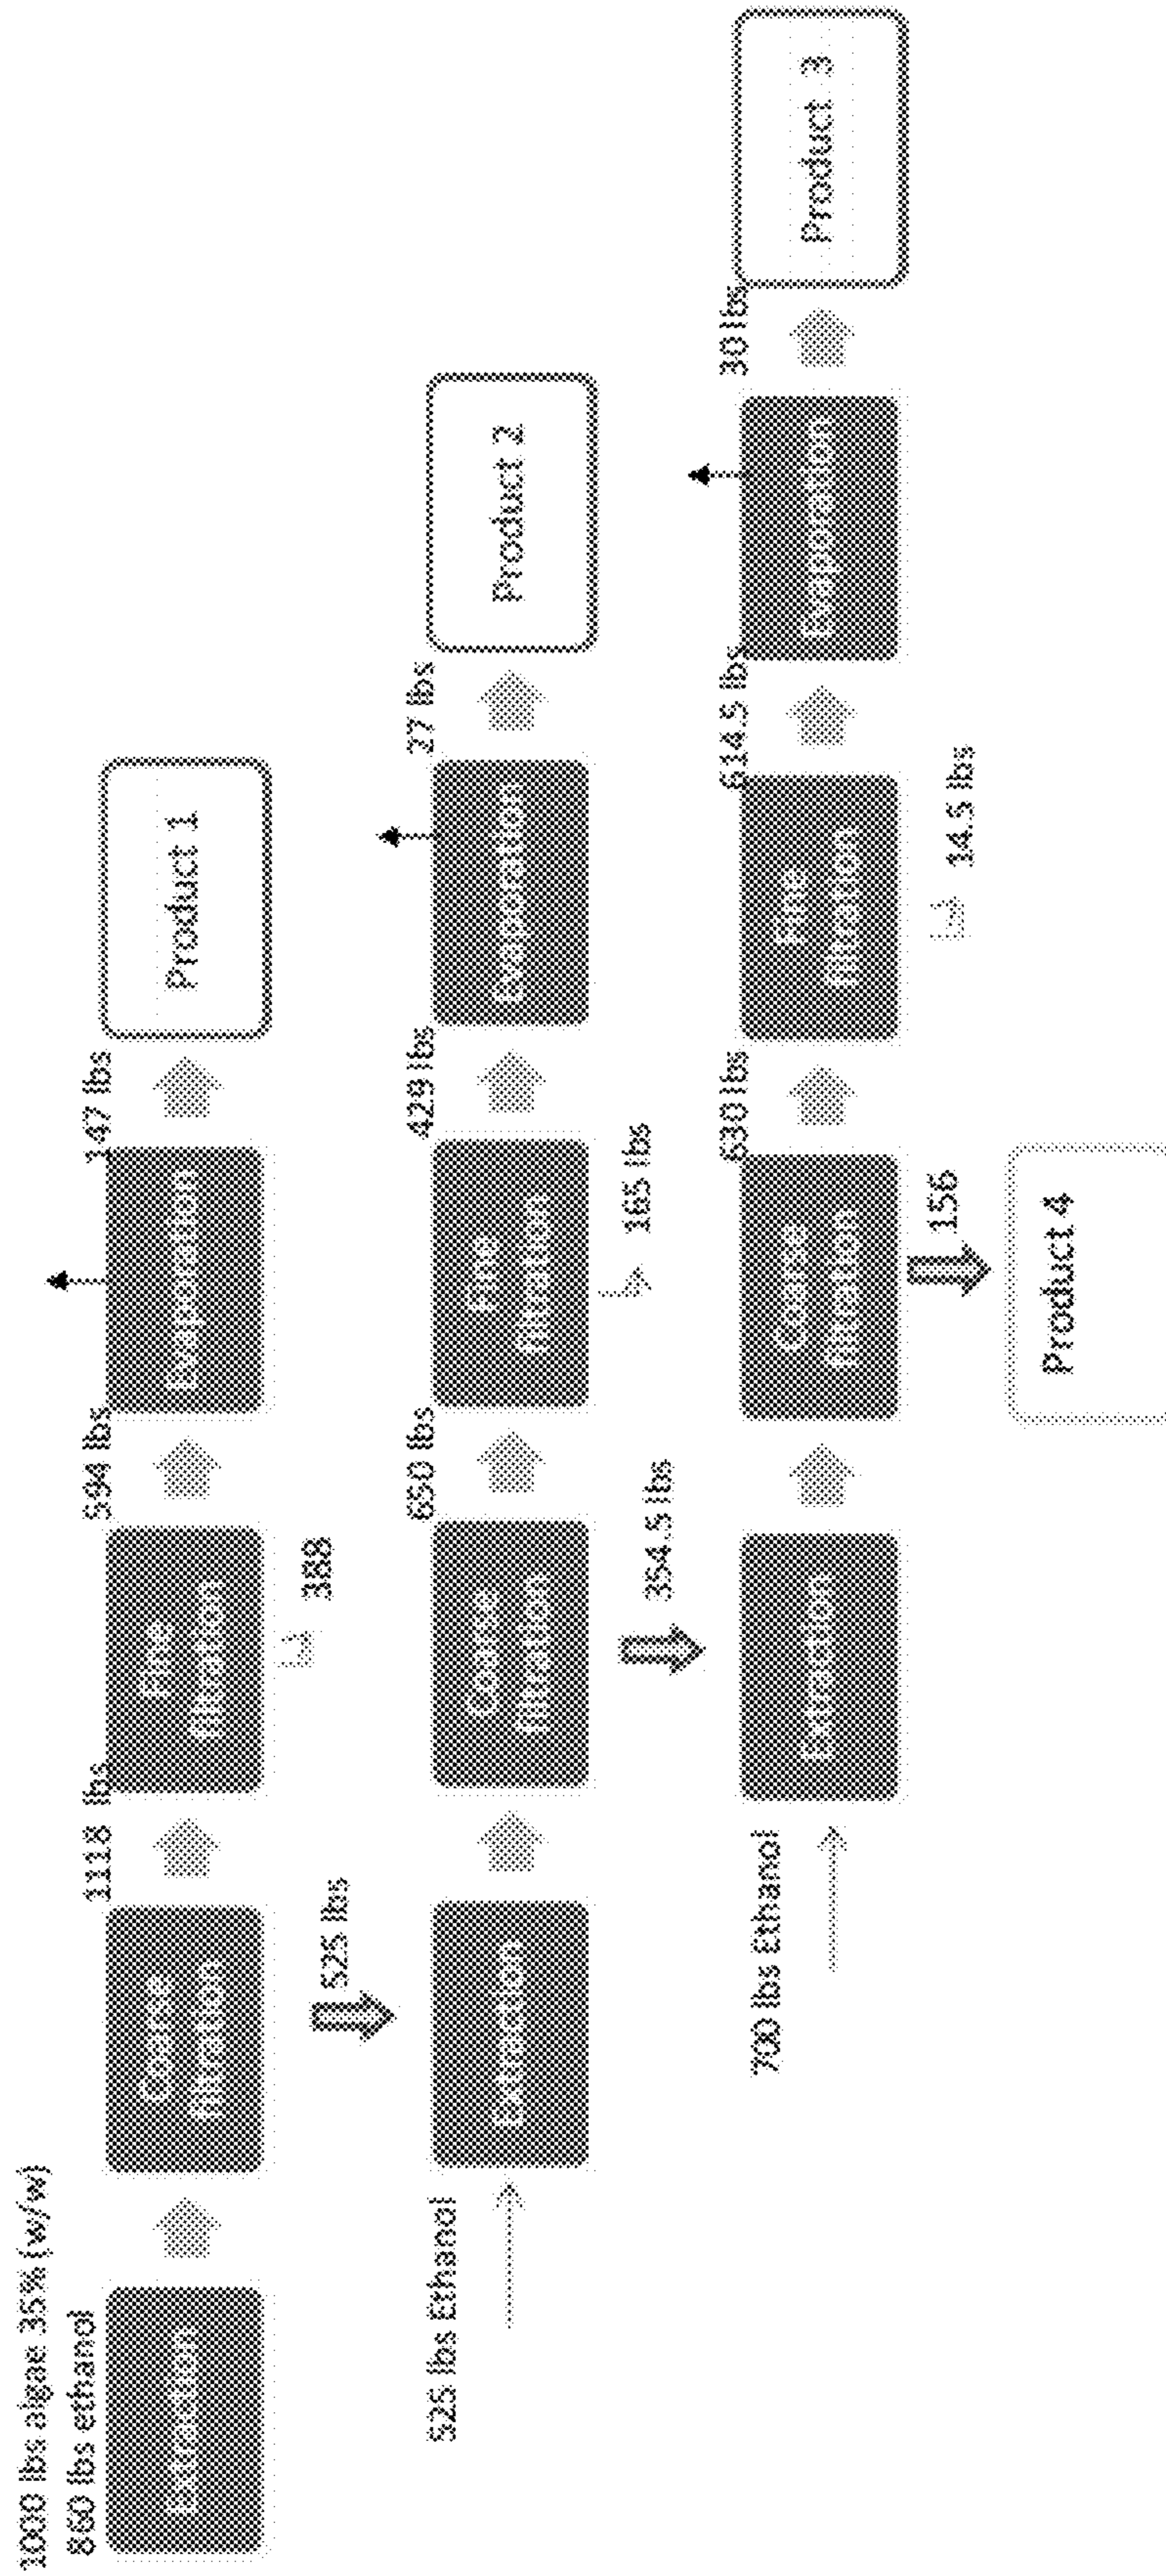 1000 lbs algae 35% (w/w)
860 lbs ethanol
Extraction
Coarse
filtration
1118 lbs
Fine
filtration
388
594 lbs
Evaporation
147 lbs
Product 1
525 lbs
525 lbs Ethanol
Extraction
Coarse
filtration
650 lbs
Fine
filtration
165 lbs
429 lbs
Evaporation
27 lbs
Product 2
354.5 lbs
700 lbs Ethanol
Extraction
Coarse
filtration
630 lbs
Fine
filtration
14.5 lbs
614.5 lbs
Evaporation
30 lbs
Product 3
156
Product 4